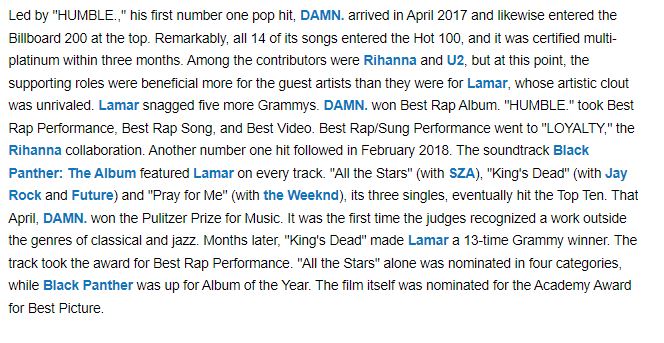 Led by "HUMBLE.," his first number one pop hit, DAMN. arrived in April 2017 and likewise entered the
Billboard 200 at the top. Remarkably, all 14 of its songs entered the Hot 100, and it was certified multi-
platinum within three months. Among the contributors were Rihanna and U2, but at this point, the
supporting roles were beneficial more for the guest artists than they were for Lamar, whose artistic clout
was unrivaled. Lamar snagged five more Grammys. DAMN. won Best Rap Album. "HUMBLE." took Best
Rap Performance, Best Rap Song, and Best Video. Best Rap/Sung Performance went to "LOYALTY," the
Rihanna collaboration. Another number one hit followed in February 2018. The soundtrack Black
Panther: The Album featured Lamar on every track. "All the Stars" (with SZA), "King's Dead" (with Jay
Rock and Future) and "Pray for Me" (with the Weeknd), its three singles, eventually hit the Top Ten. That
April, DAMN. won the Pulitzer Prize for Music. It was the first time the judges recognized a work outside
the genres of classical and jazz. Months later, "King's Dead" made Lamar a 13-time Grammy winner. The
track took the award for Best Rap Performance. "All the Stars" alone was nominated in four categories,
while Black Panther was up for Album of the Year. The film itself was nominated for the Academy Award
for Best Picture.